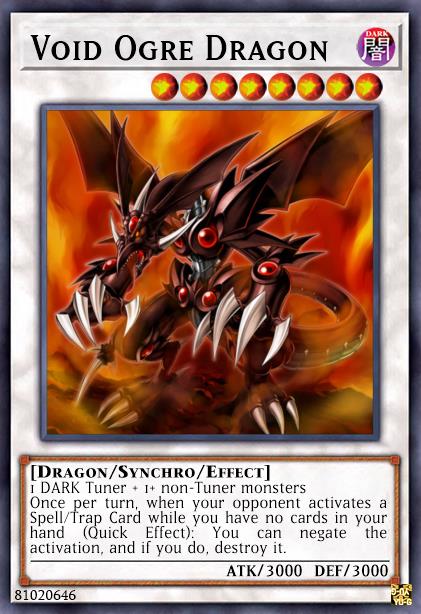 Void Ogre Dragon
DARK
闇
[Dragon/Synchro/Effect]
1 DARK Tuner + 1+ non-Tuner monsters
Once per turn, when your opponent activates a
Spell/Trap Card while you have no cards in your
hand (Quick Effect): You can negate the
activation, and if you do, destroy it.
ATK/3000 DEF/3000
81020646